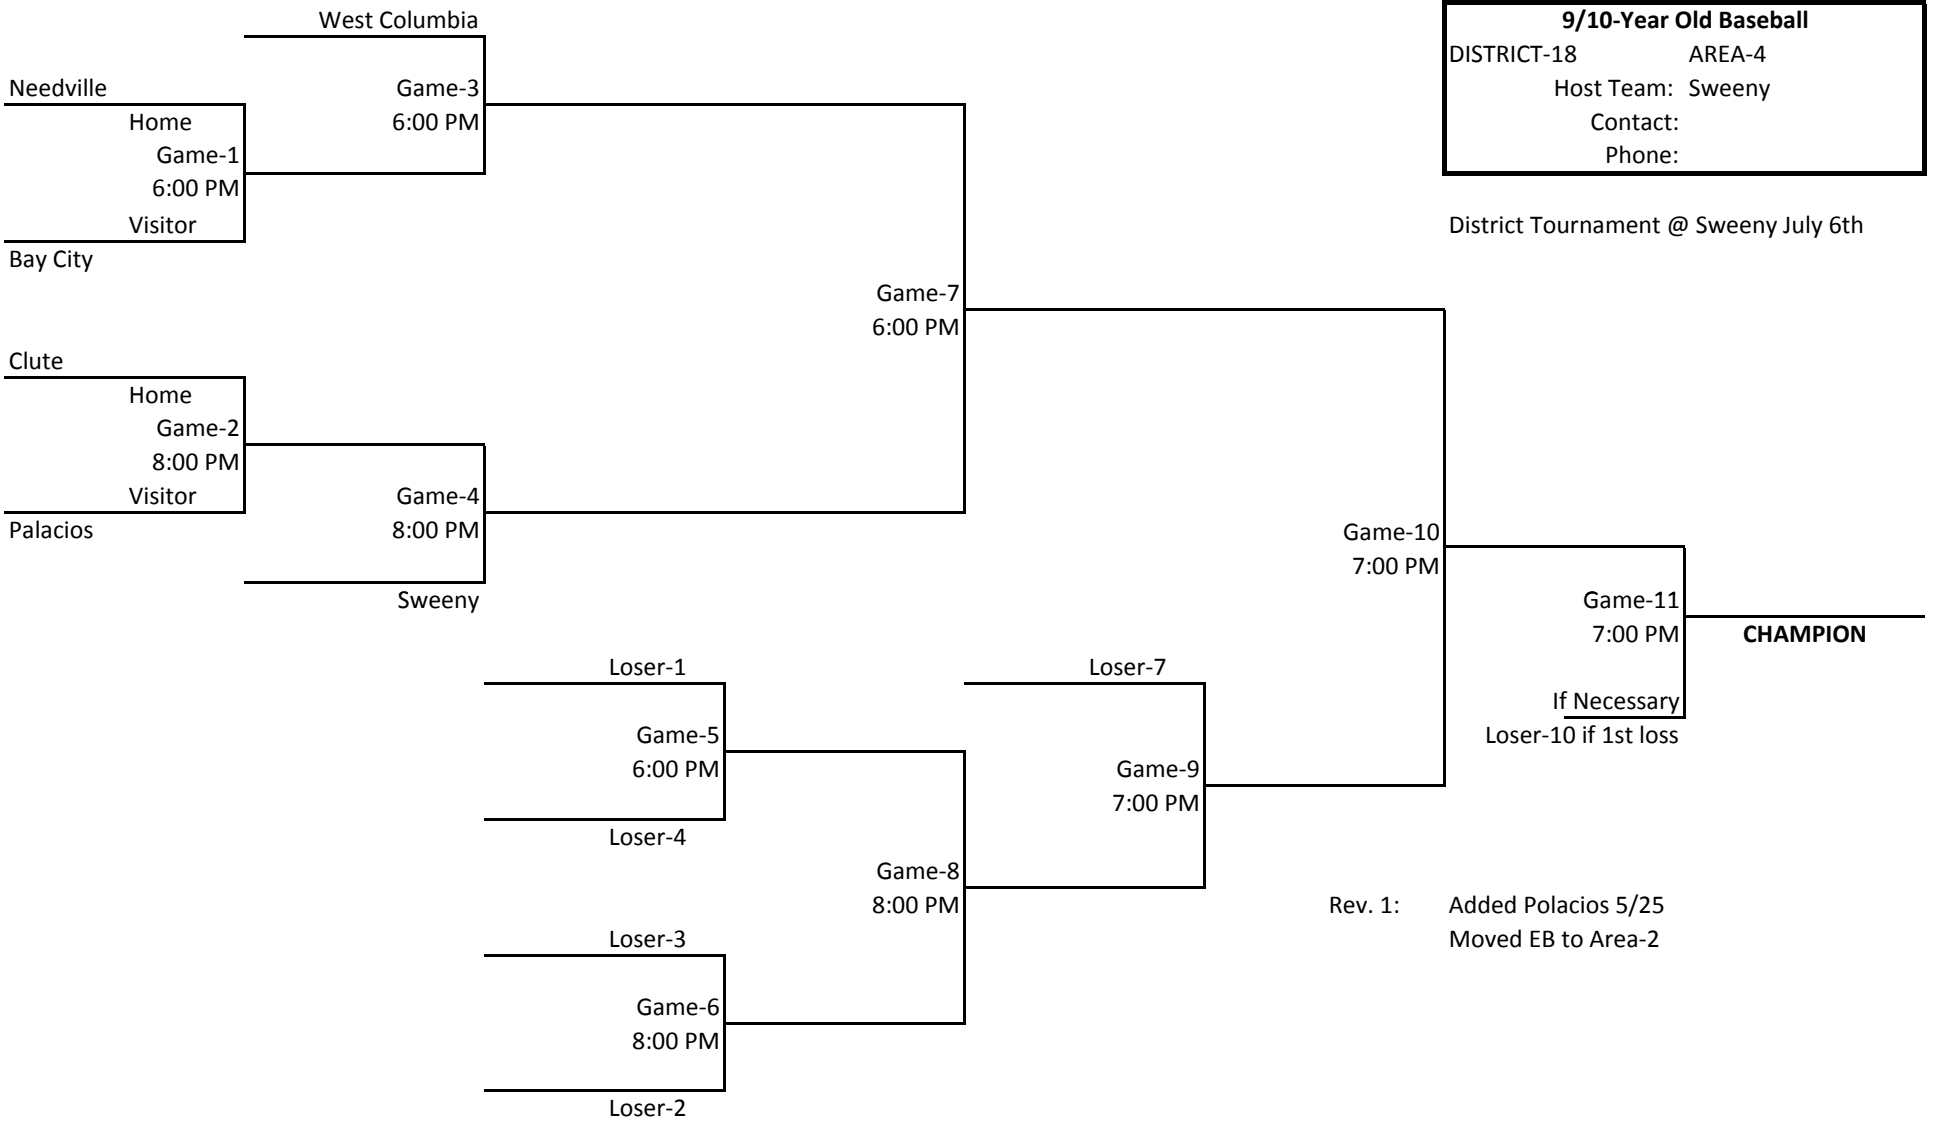 West Columbia
9/10-Year Old Baseball
DISTRICT-18 AREA-4
Needville
Game-3
Host Team: Sweeny
Home
6:00 PM
Contact:
Game-1
Phone:
6:00 PM
Visitor
District Tournament @ Sweeny July 6th
Bay City
Game-7
6:00 PM
Clute
Home
Game-2
8:00 PM
Visitor
Game-4
Palacios
8:00 PM
Game-10
7:00 PM
Sweeny
Game-11
7:00 PM
CHAMPION
Loser-1
Loser-7
If Necessary
Game-5
Loser-10 if 1st loss
6:00 PM
Game-9
7:00 PM
Loser-4
Game-8
8:00 PM
Rev. 1: Added Polacios 5/25
Loser-3
Moved EB to Area-2
Game-6
8:00 PM
Loser-2